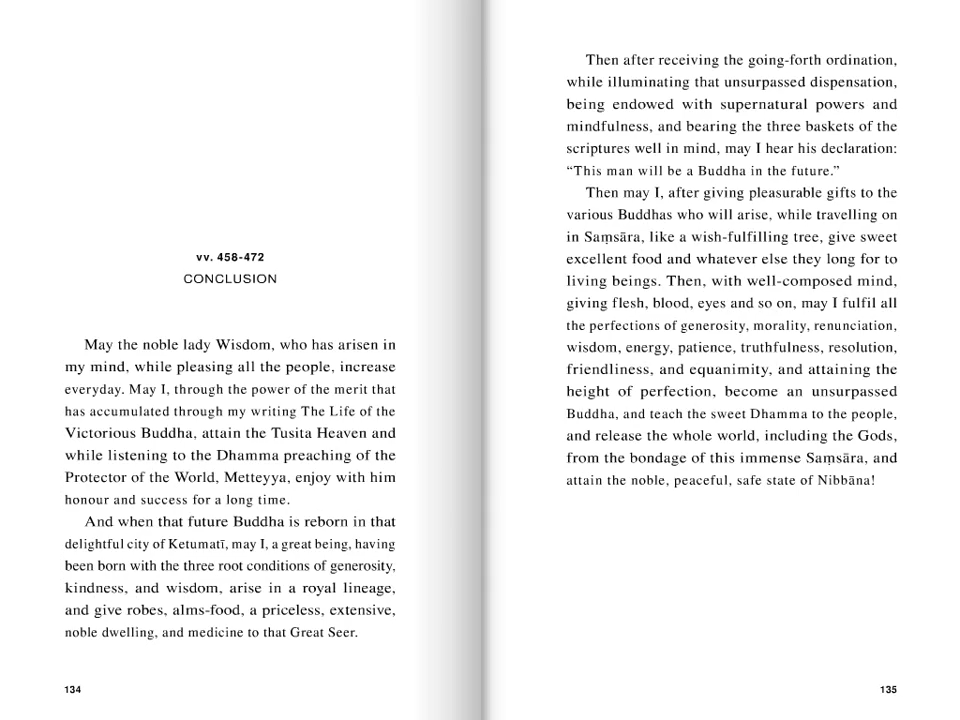 vv. 458-472
CONCLUSION
May the noble lady Wisdom, who has arisen in
my mind, while pleasing all the people, increase
everyday. May I, through the power of the merit that
has accumulated through my writing The Life of the
Victorious Buddha, attain the Tusita Heaven and
while listening to the Dhamma preaching of the
Protector of the World, Metteyya, enjoy with him
honour and success for a long time.
And when that future Buddha is reborn in that
delightful city of Ketumatī, may I, a great being, having
been born with the three root conditions of generosity,
kindness, and wisdom, arise in a royal lineage,
and give robes, alms-food, a priceless, extensive,
noble dwelling, and medicine to that Great Seer.
134
Then after receiving the going-forth ordination,
while illuminating that unsurpassed dispensation,
being endowed with supernatural powers and
mindfulness, and bearing the three baskets of the
scriptures well in mind, may I hear his declaration:
“This man will be a Buddha in the future.”
Then may I, after giving pleasurable gifts to the
various Buddhas who will arise, while travelling on
in Saṃsāra, like a wish-fulfilling tree, give sweet
excellent food and whatever else they long for to
living beings. Then, with well-composed mind,
giving flesh, blood, eyes and so on, may I fulfil all
the perfections of generosity, morality, renunciation,
wisdom, energy, patience, truthfulness, resolution,
friendliness, and equanimity, and attaining the
height of perfection, become an unsurpassed
Buddha, and teach the sweet Dhamma to the people,
and release the whole world, including the Gods,
from the bondage of this immense Saṃsāra, and
attain the noble, peaceful, safe state of Nibbāna!
135